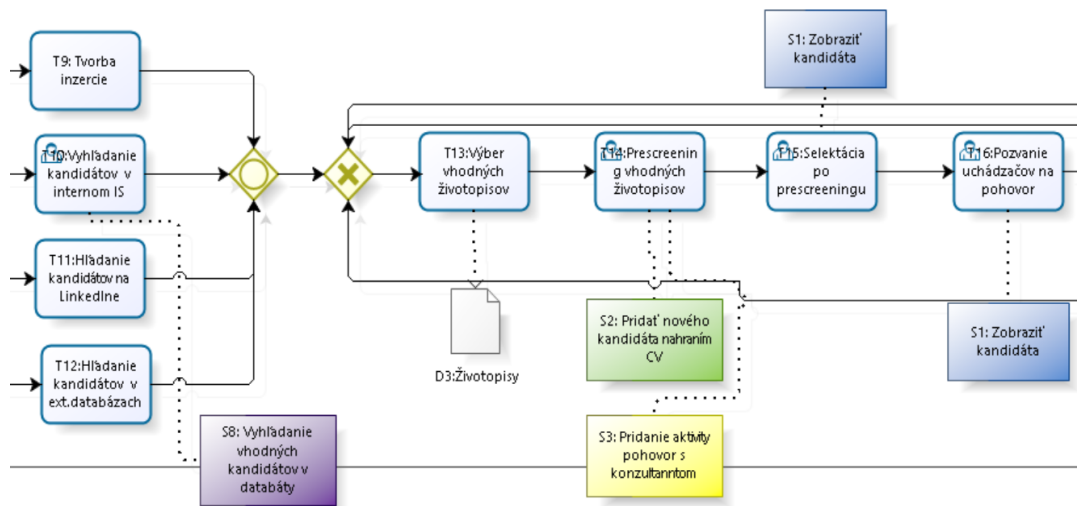 T9: Tvorba
inzercie
T10:Vyhľadanie
kandidátov v
internom IS
T11:Hľadanie
kandidátov na
LinkedIne
T12:Hľadanie
kandidátov v
ext.databázach
S8: Vyhľadanie
vhodných
kandidátov v
databáty
T13:Výber
vhodných
životopisov
D3:Životopisy
T14:Prescreenin
g vhodných
životopisov
S2: Pridať nového
kandidáta nahraním
CV
S3: Pridanie aktivity
pohovor s
konzultanntom
S1: Zobraziť
kandidáta
T15:Selektácia
po
prescreeningu
T16:Pozvanie
uchádzačov na
pohovor
S1: Zobraziť
kandidáta